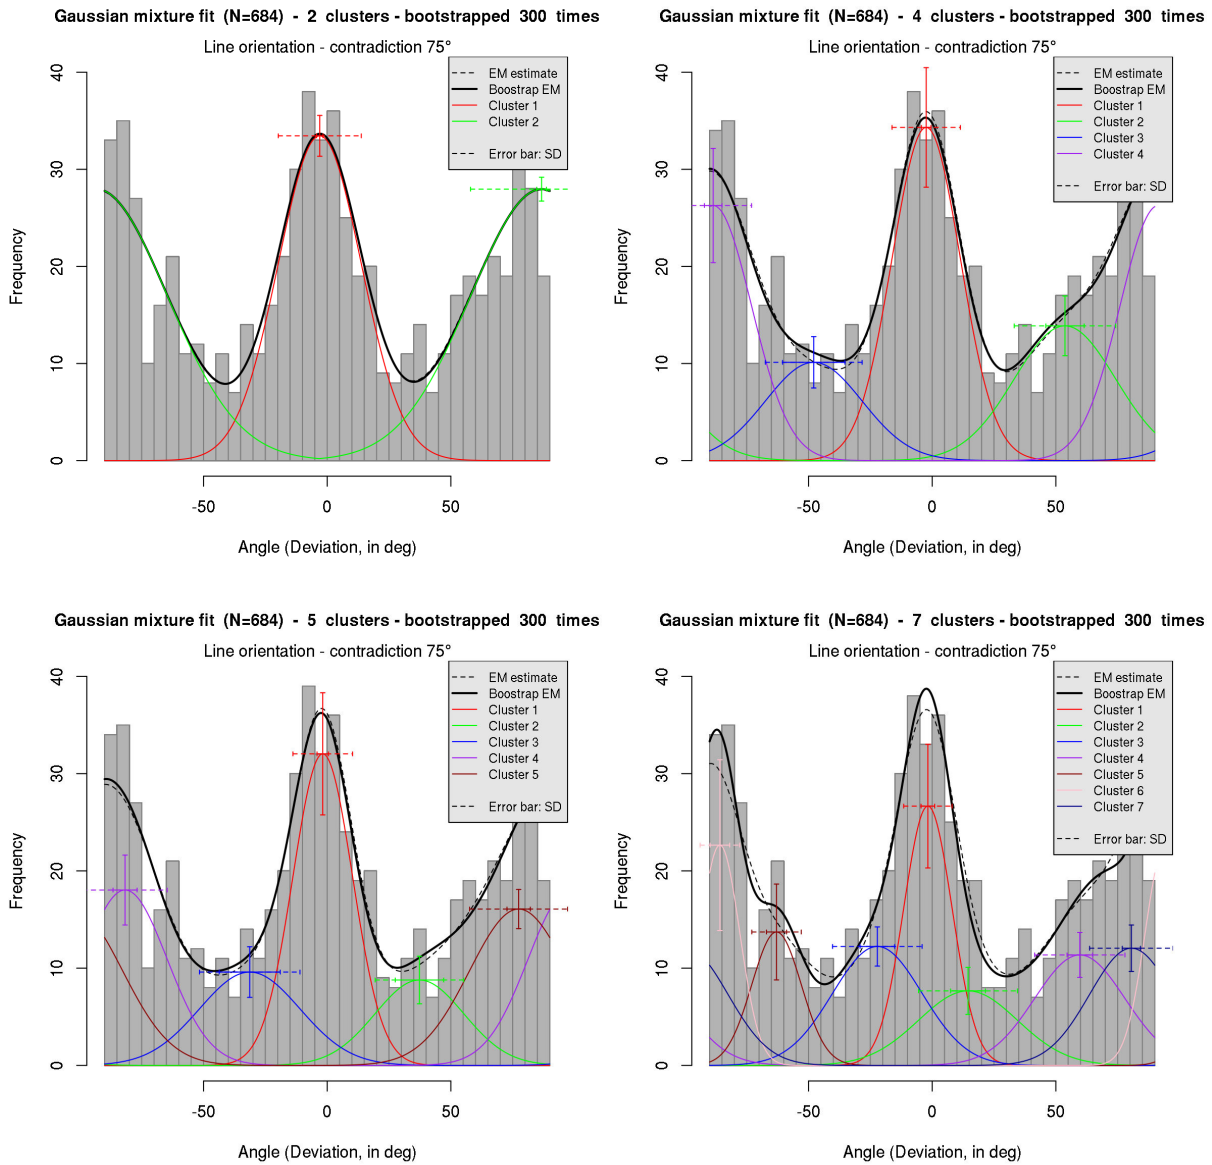 Gaussian mixture fit (N=684) - 2 clusters - bootstrapped 300 times
Line orientation - contradiction 75°
EM estimate
Boostrap EM
Cluster 1
Cluster 2
Error bar: SD
Frequency
0
10
20
30
40
-50
0
50
Angle (Deviation, in deg)
Gaussian mixture fit (N=684) - 4 clusters - bootstrapped 300 times
Line orientation - contradiction 75°
EM estimate
Boostrap EM
Cluster 1
Cluster 2
Cluster 3
Cluster 4
Error bar: SD
Frequency
0
10
20
30
40
-50
0
50
Angle (Deviation, in deg)
Gaussian mixture fit (N=684) - 5 clusters - bootstrapped 300 times
Line orientation - contradiction 75°
EM estimate
Boostrap EM
Cluster 1
Cluster 2
Cluster 3
Cluster 4
Cluster 5
Error bar: SD
Frequency
0
10
20
30
40
-50
0
50
Angle (Deviation, in deg)
Gaussian mixture fit (N=684) - 7 clusters - bootstrapped 300 times
Line orientation - contradiction 75°
EM estimate
Boostrap EM
Cluster 1
Cluster 2
Cluster 3
Cluster 4
Cluster 5
Cluster 6
Cluster 7
Error bar: SD
Frequency
0
10
20
30
40
-50
0
50
Angle (Deviation, in deg)